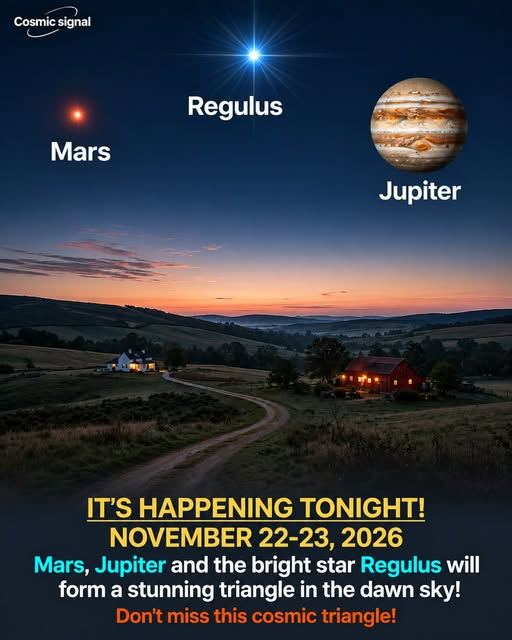 Cosmic signal
Regulus
Mars
Jupiter
IT'S HAPPENING TONIGHT!
NOVEMBER 22-23, 2026
Mars, Jupiter and the bright star Regulus will
form a stunning triangle in the dawn sky!
Don't miss this cosmic triangle!